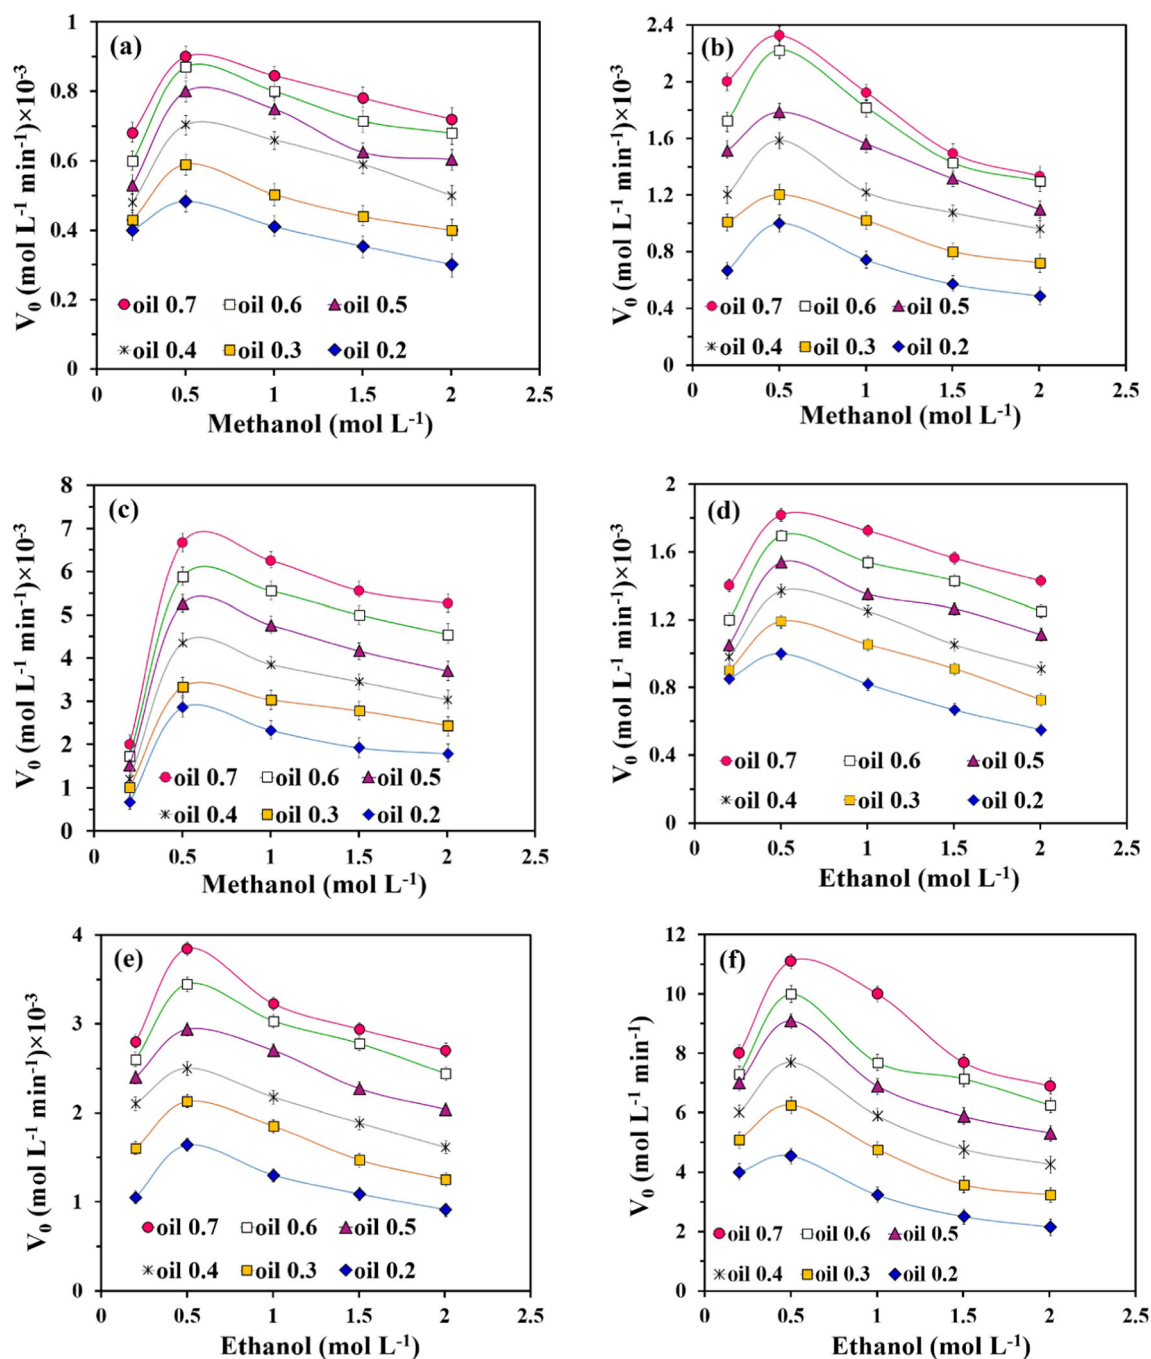 (a)
V₀ (mol L⁻¹ min⁻¹)×10⁻³
1
0.8
0.6
0.4
0.2
0
oil 0.7 oil 0.6 oil 0.5
oil 0.4 oil 0.3 oil 0.2
0 0.5 1 1.5 2 2.5
Methanol (mol L⁻¹)
(b)
V₀ (mol L⁻¹ min⁻¹)×10⁻³
2.4
2
1.6
1.2
0.8
0.4
0
oil 0.7 oil 0.6 oil 0.5
oil 0.4 oil 0.3 oil 0.2
0 0.5 1 1.5 2 2.5
Methanol (mol L⁻¹)
(c)
V₀ (mol L⁻¹ min⁻¹)×10⁻³
8
7
6
5
4
3
2
1
0
oil 0.7 oil 0.6 oil 0.5
oil 0.4 oil 0.3 oil 0.2
0 0.5 1 1.5 2 2.5
Methanol (mol L⁻¹)
(d)
V₀ (mol L⁻¹ min⁻¹)×10⁻³
2
1.6
1.2
0.8
0.4
0
oil 0.7 oil 0.6 oil 0.5
oil 0.4 oil 0.3 oil 0.2
0 0.5 1 1.5 2 2.5
Ethanol (mol L⁻¹)
(e)
V₀ (mol L⁻¹ min⁻¹)×10⁻³
4
3
2
1
0
oil 0.7 oil 0.6 oil 0.5
oil 0.4 oil 0.3 oil 0.2
0 0.5 1 1.5 2 2.5
Ethanol (mol L⁻¹)
(f)
V₀ (mol L⁻¹ min⁻¹)
12
10
8
6
4
2
0
oil 0.7 oil 0.6 oil 0.5
oil 0.4 oil 0.3 oil 0.2
0 0.5 1 1.5 2 2.5
Ethanol (mol L⁻¹)